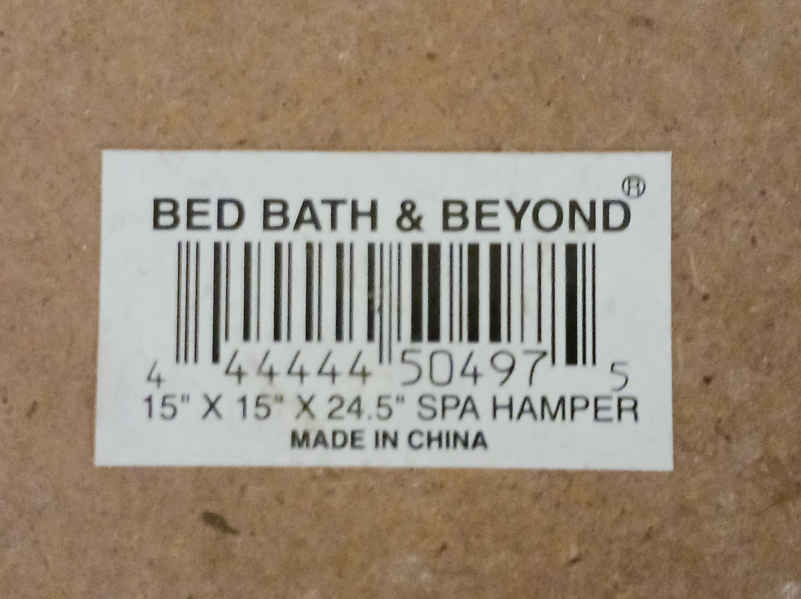 BED BATH & BEYOND®
4 44444 50497 5
15" X 15" X 24.5" SPA HAMPER
MADE IN CHINA